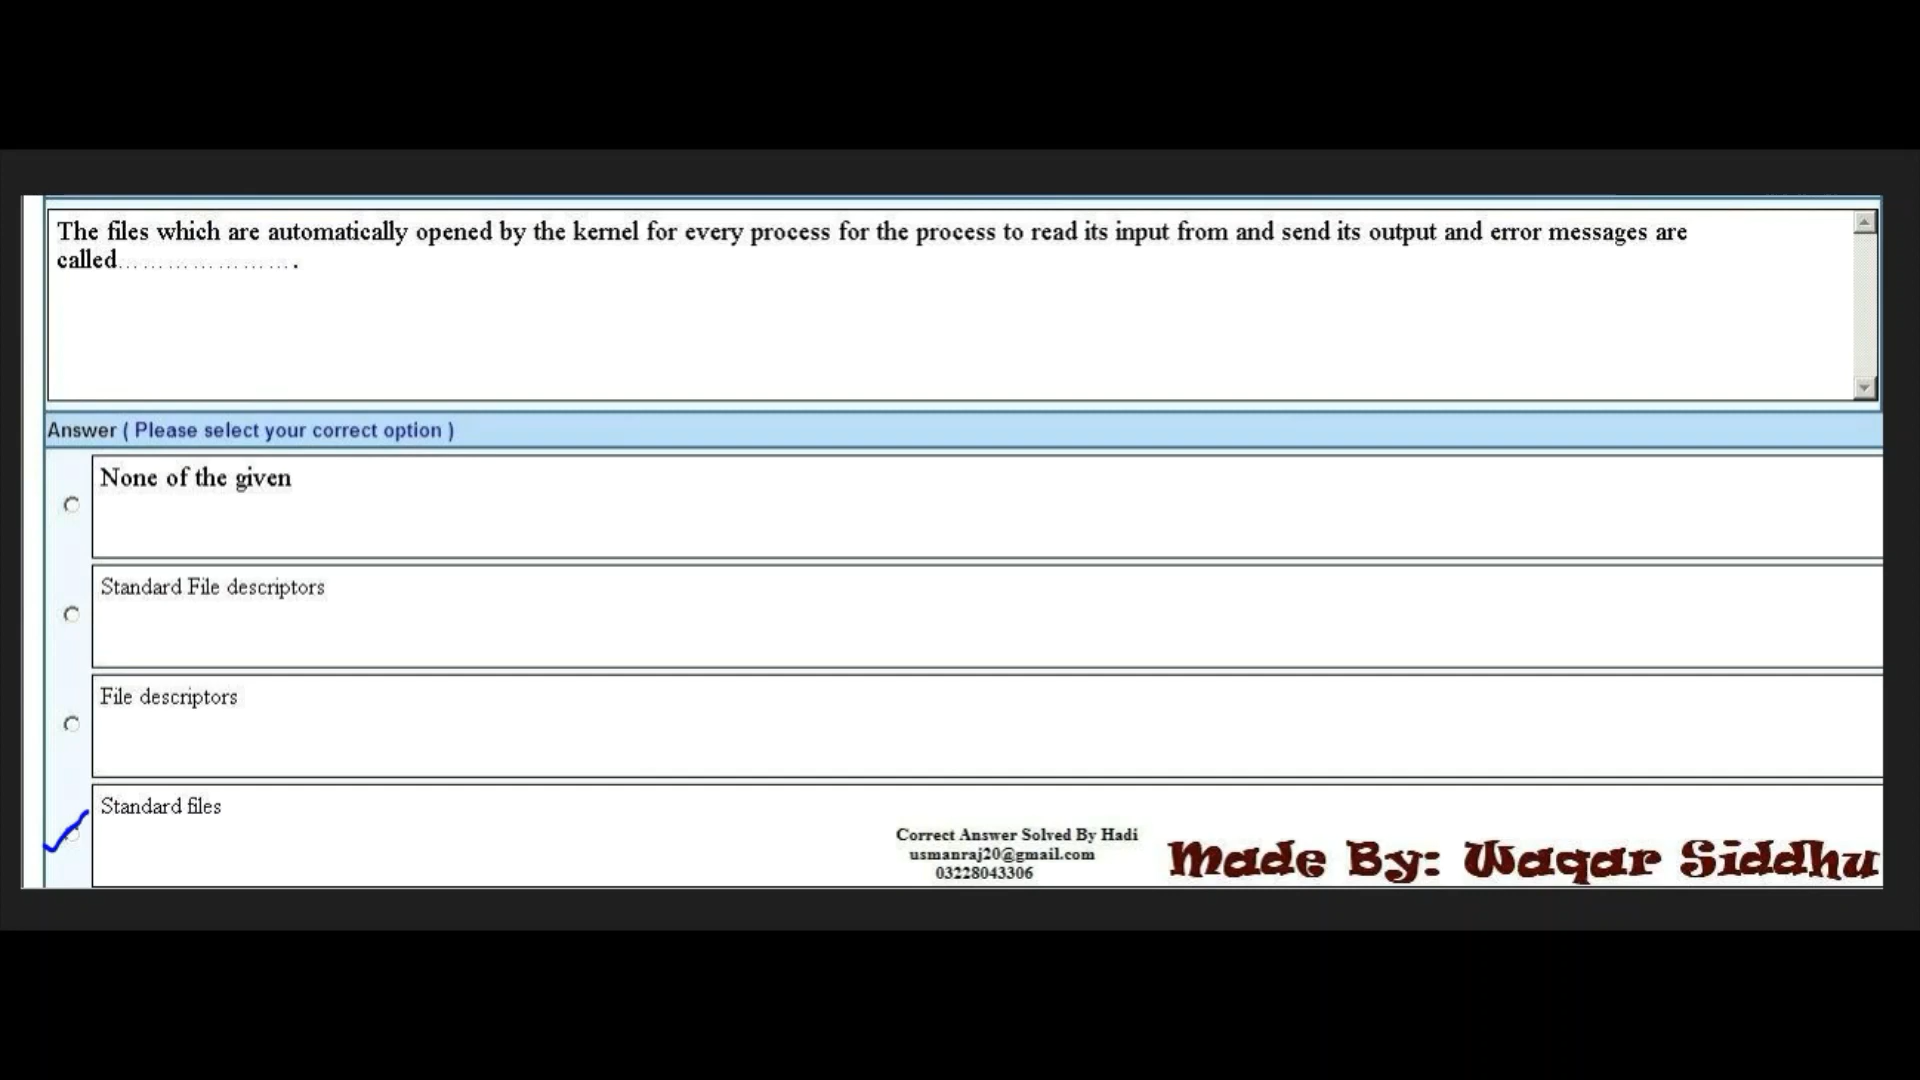 The files which are automatically opened by the kernel for every process for the process to read its input from and send its output and error messages are
called.....................
Answer ( Please select your correct option )
None of the given
Standard File descriptors
File descriptors
Standard files
Correct Answer Solved By Hadi
usmanraj20@gmail.com
03228043306
Made By: Waqar Siddhu